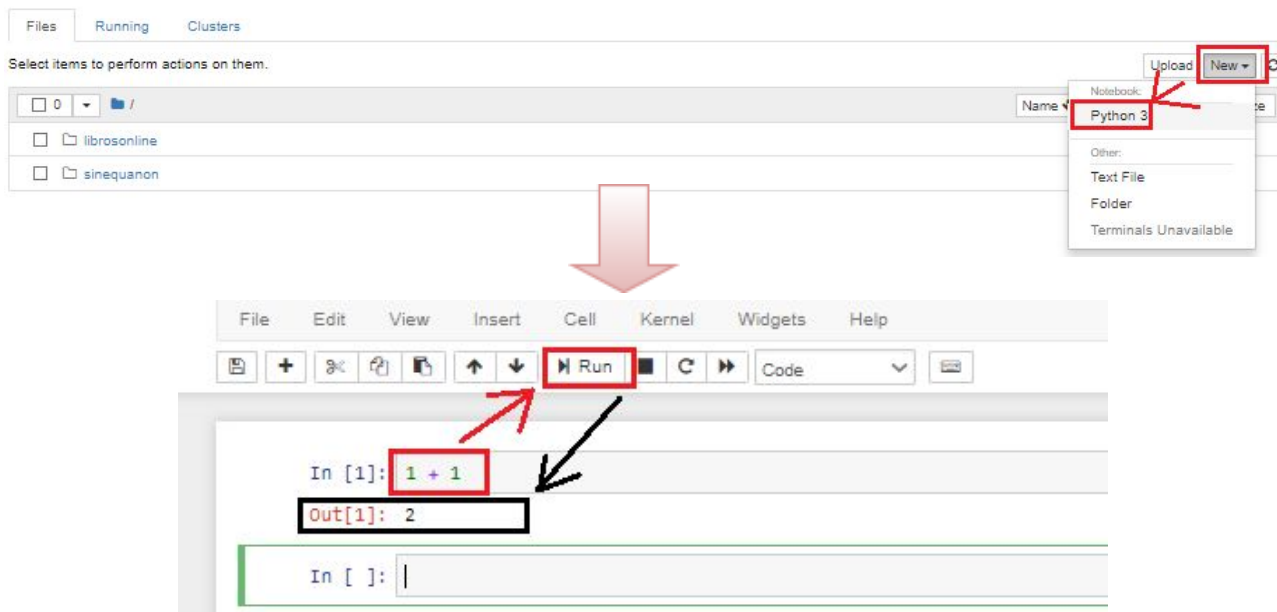 Files Running Clusters
Select items to perform actions on them.
Upload New
0 /
Name
librosonline
sinequanon
Notebook:
Python 3
Other:
Text File
Folder
Terminals Unavailable
File Edit View Insert Cell Kernel Widgets Help
Run Code
In [1]: 1 + 1
Out[1]: 2
In [ ]: